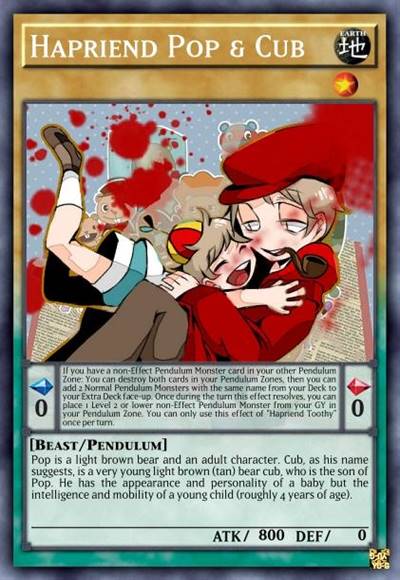 Hapriend Pop & Cub
EARTH
地
If you have a non-Effect Pendulum Monster card in your other Pendulum
Zone: You can destroy both cards in your Pendulum Zones, then you can
add 2 Normal Pendulum Monsters with the same name from your Deck to
your Extra Deck face-up. Once during the turn this effect resolves, you can
place 1 Level 2 or lower non-Effect Pendulum Monster from your GY in
your Pendulum Zone. You can only use this effect of "Hapriend Toothy"
once per turn.
0
0
[Beast/Pendulum]
Pop is a light brown bear and an adult character. Cub, as his name
suggests, is a very young light brown (tan) bear cub, who is the son of
Pop. He has the appearance and personality of a baby but the
intelligence and mobility of a young child (roughly 4 years of age).
ATK/ 800 DEF/ 0